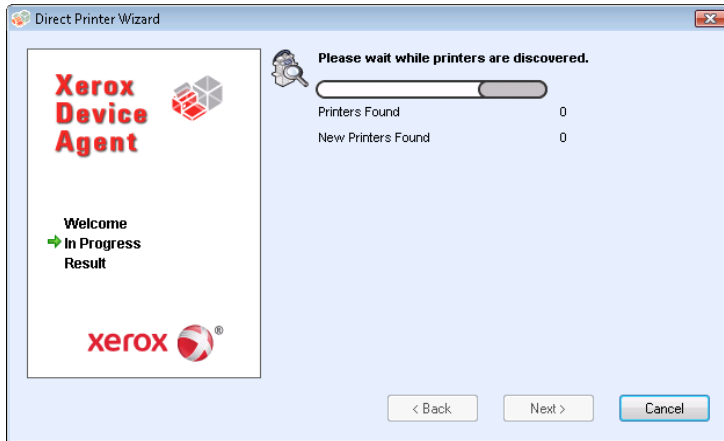 Direct Printer Wizard
Xerox
Device
Agent
Welcome
In Progress
Result
xerox ®
Please wait while printers are discovered.
Printers Found 0
New Printers Found 0
< Back Next > Cancel